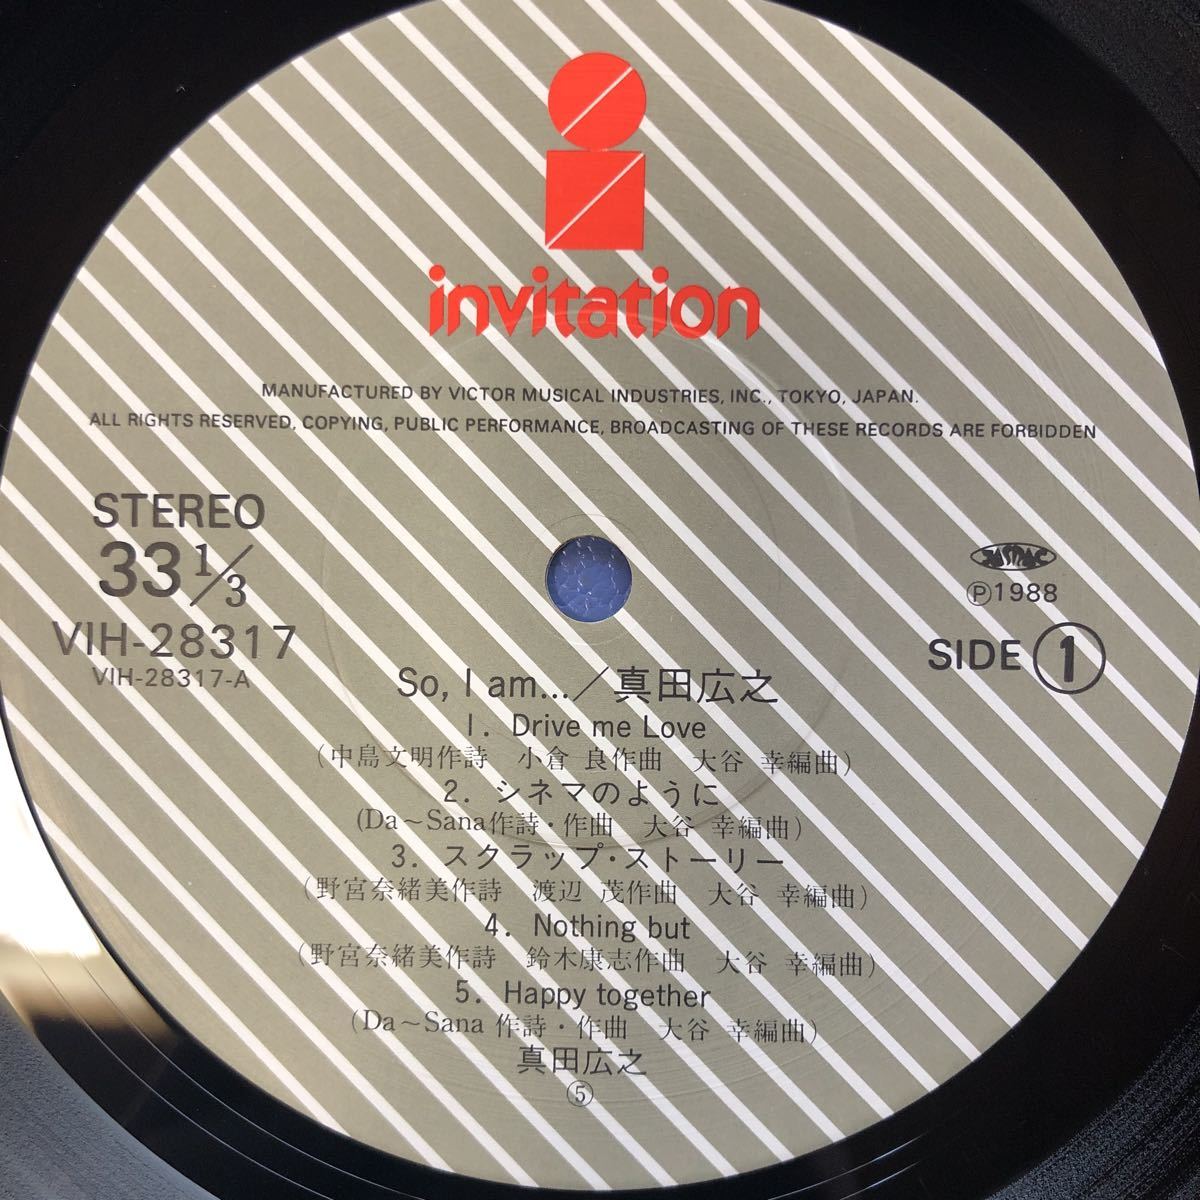 invitation
MANUFACTURED BY VICTOR MUSICAL INDUSTRIES, INC., TOKYO, JAPAN.
ALL RIGHTS RESERVED, COPYING, PUBLIC PERFORMANCE, BROADCASTING OF THESE RECORDS ARE FORBIDDEN
STEREO
33 1/3
VIH-28317
VIH-28317-A
JASRAC
Ⓟ1988
SIDE ①
So, I am…／真田広之
1. Drive me Love
(中島文明作詩 小倉 良作曲 大谷 幸編曲)
2. シネマのように
(Da～Sana作詩・作曲 大谷 幸編曲)
3. スクラップ・ストーリー
(野宮奈緒美作詩 渡辺 茂作曲 大谷 幸編曲)
4. Nothing but
(野宮奈緒美作詩 鈴木康志作曲 大谷 幸編曲)
5. Happy together
(Da～Sana 作詩・作曲 大谷 幸編曲)
真田広之
⑤